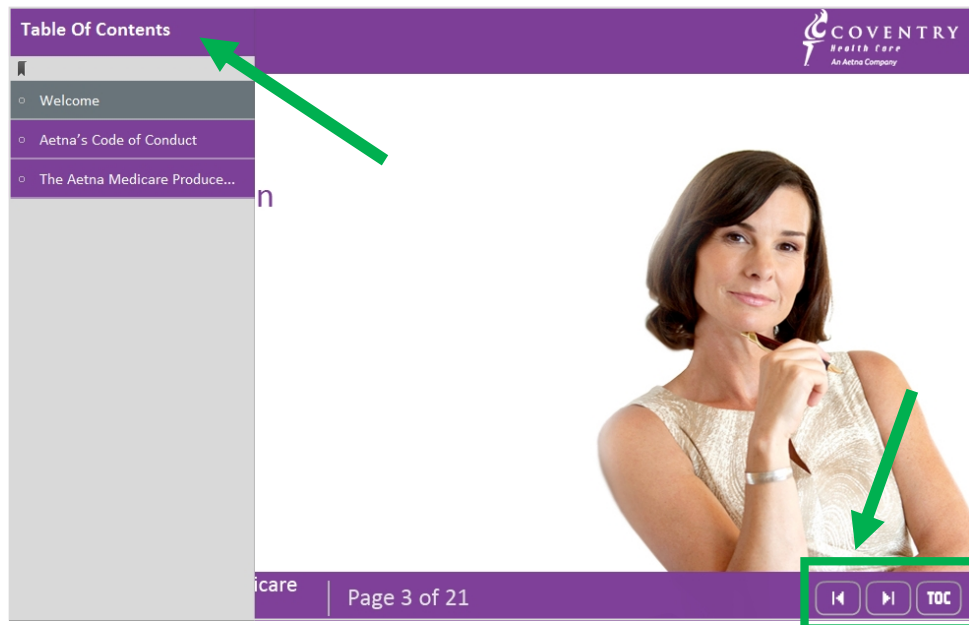 Table Of Contents
COVENTRY
Health Care
An Aetna Company
Welcome
Aetna's Code of Conduct
The Aetna Medicare Produce...
n
icare
Page 3 of 21
TOC